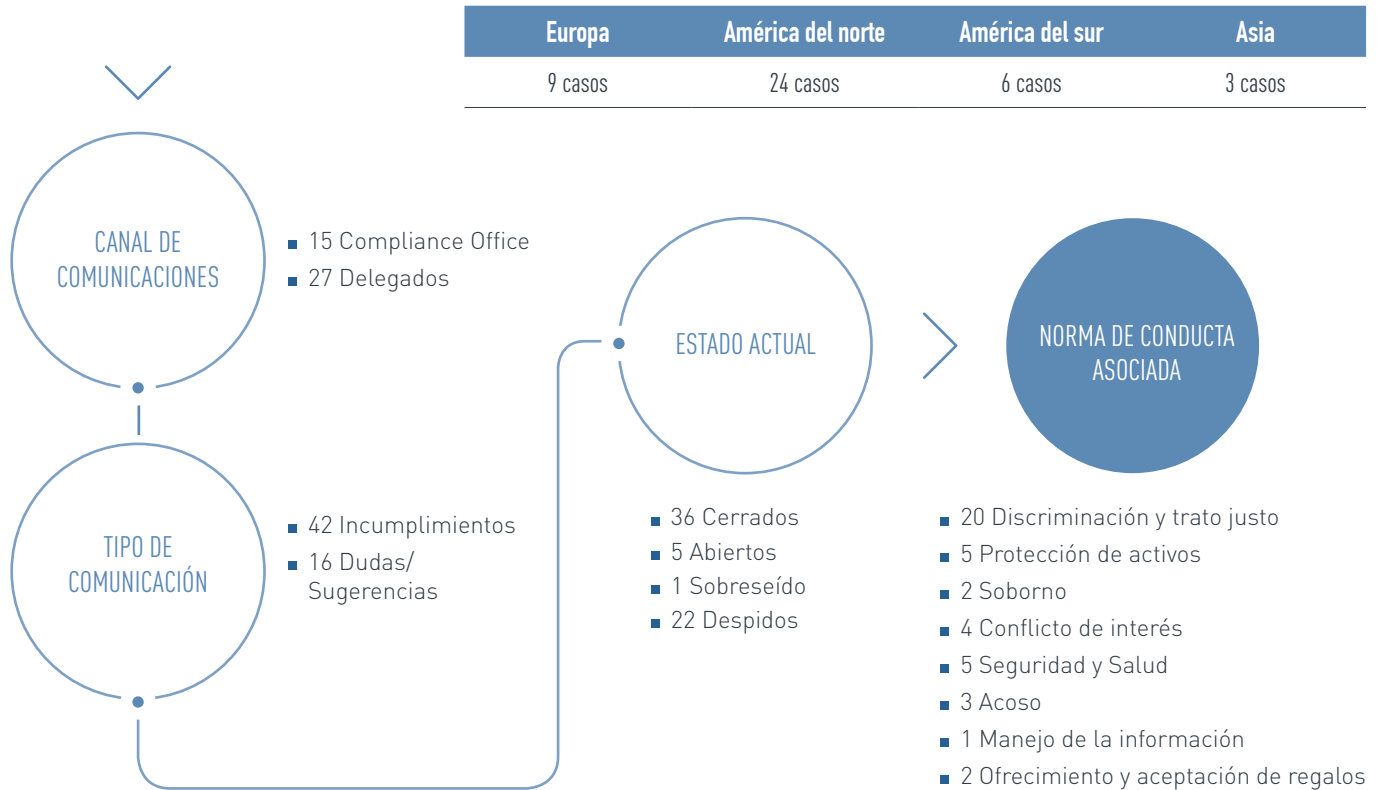 Europa América del norte América del sur Asia
9 casos 24 casos 6 casos 3 casos
CANAL DE
COMUNICACIONES
15 Compliance Office
27 Delegados
TIPO DE
COMUNICACIÓN
42 Incumplimientos
16 Dudas/
Sugerencias
ESTADO ACTUAL
36 Cerrados
5 Abiertos
1 Sobreseído
22 Despidos
NORMA DE CONDUCTA
ASOCIADA
20 Discriminación y trato justo
5 Protección de activos
2 Soborno
4 Conflicto de interés
5 Seguridad y Salud
3 Acoso
1 Manejo de la información
2 Ofrecimiento y aceptación de regalos